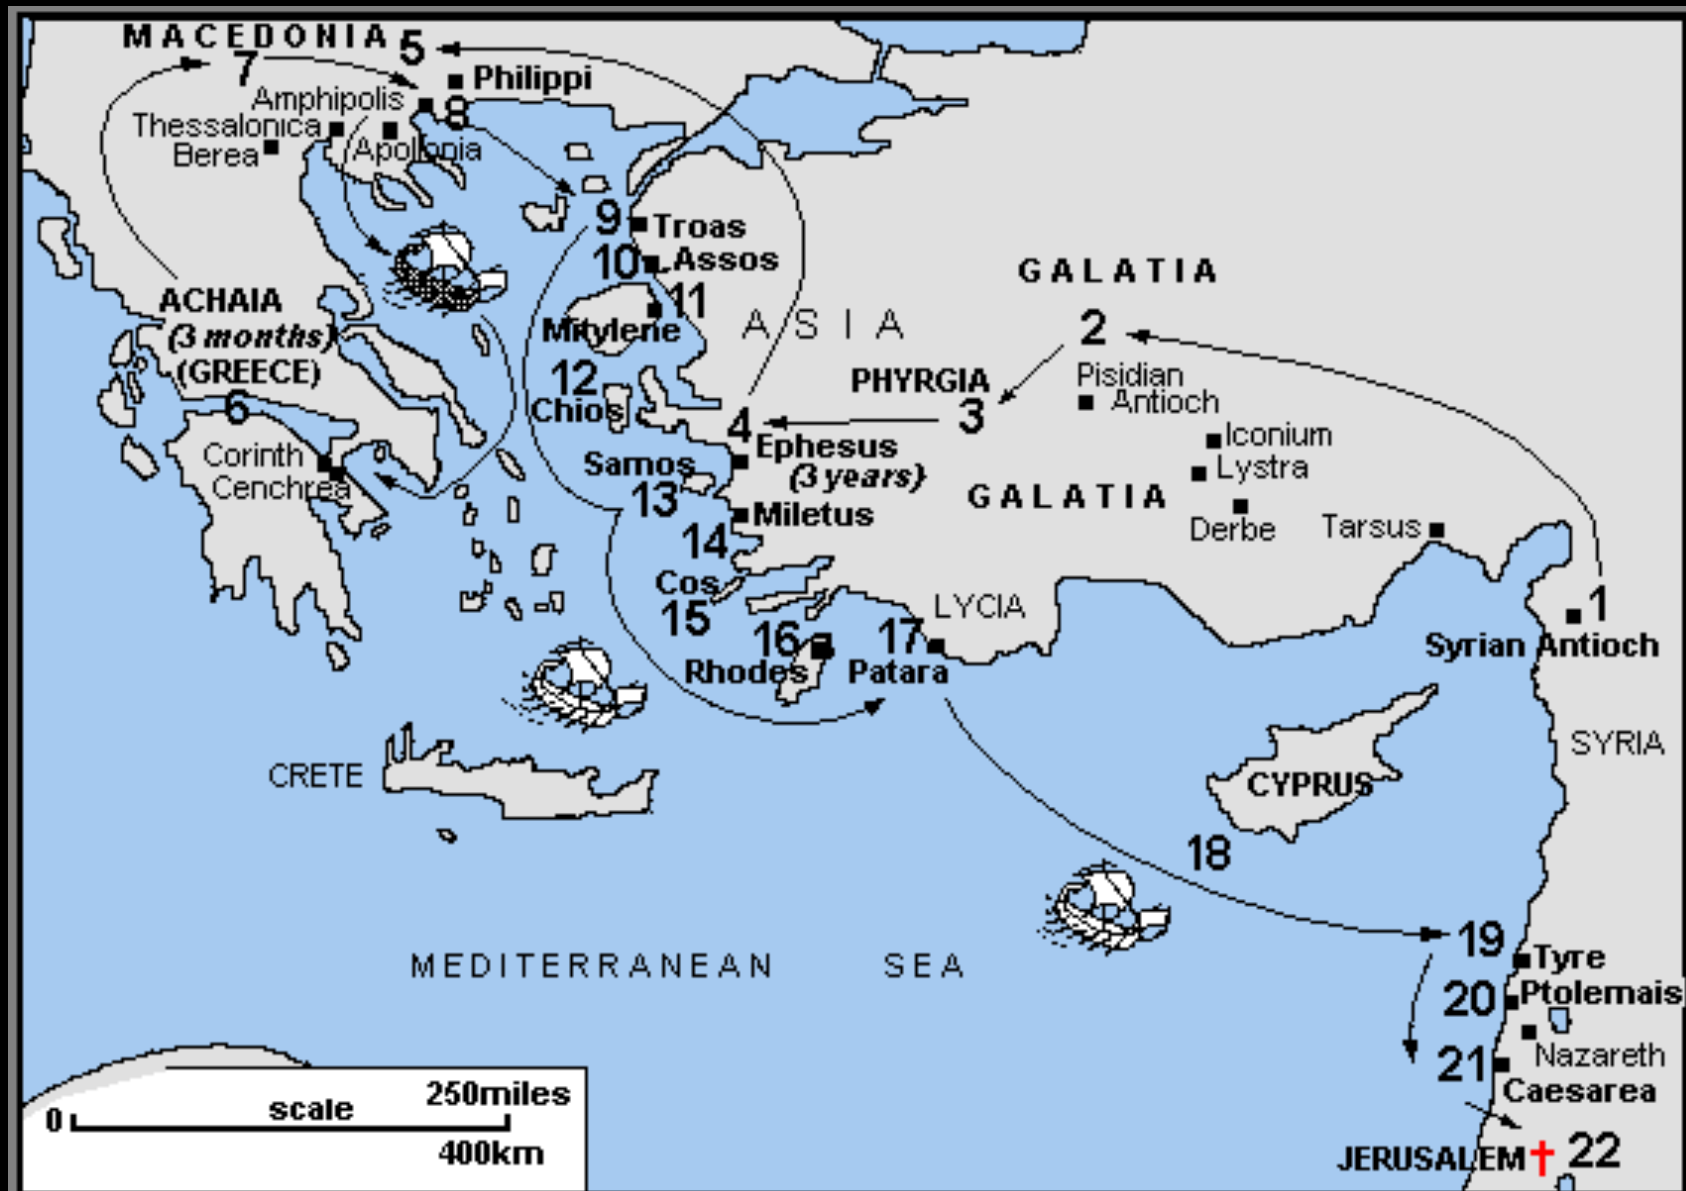 MACEDONIA 5
7
Philippi
Amphipolis
8
Thessalonica
Apollonia
Berea
9
Troas
10
Assos
GALATIA
11
ACHAIA
(3 months)
(GREECE)
6
Mitylene
ASIA
2
12
Chios
PHYRGIA
3
Pisidian
Antioch
4
Ephesus
(3 years)
Iconium
Corinth
Cenchrea
Samos
13
Lystra
GALATIA
Miletus
14
Derbe
Tarsus
Cos
15
LYCIA
1
16
17
Syrian Antioch
Rhodes
Patara
SYRIA
CRETE
CYPRUS
18
MEDITERRANEAN SEA
19
Tyre
20
Ptolemais
Nazareth
21
Caesarea
250miles
0 scale
400km
JERUSALEM 22